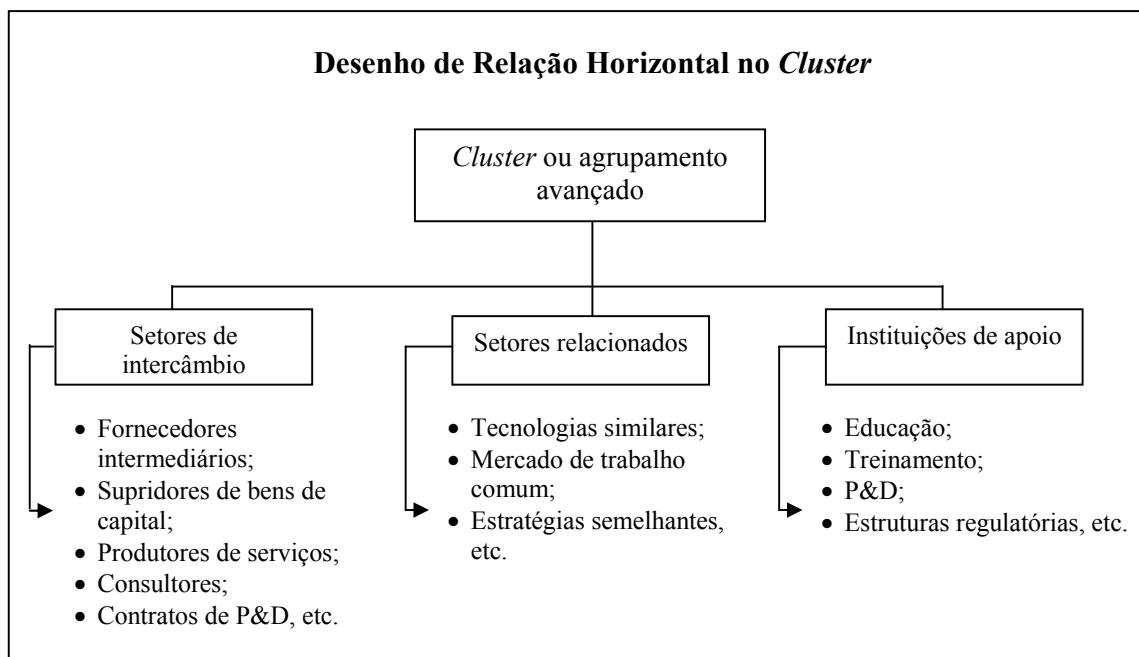 Desenho de Relação Horizontal no Cluster
Cluster ou agrupamento
avançado
Setores de
intercâmbio
• Fornecedores
intermediários;
• Supridores de bens de
capital;
• Produtores de serviços;
• Consultores;
• Contratos de P&D, etc.
Setores relacionados
• Tecnologias similares;
• Mercado de trabalho
comum;
• Estratégias semelhantes,
etc.
Instituições de apoio
• Educação;
• Treinamento;
• P&D;
• Estruturas regulatórias, etc.